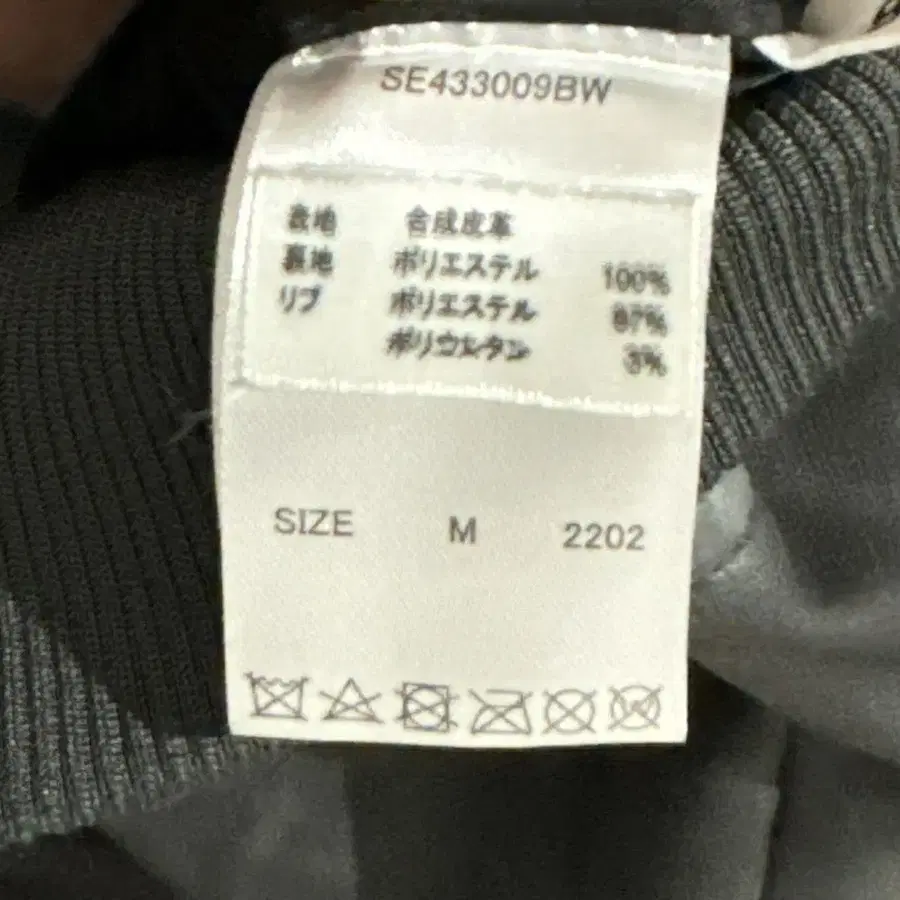 SE433009BW
表地 合成皮革
裏地 ポリエステル 100%
リブ ポリエステル 97%
ポリウレタン 3%
SIZE M 2202